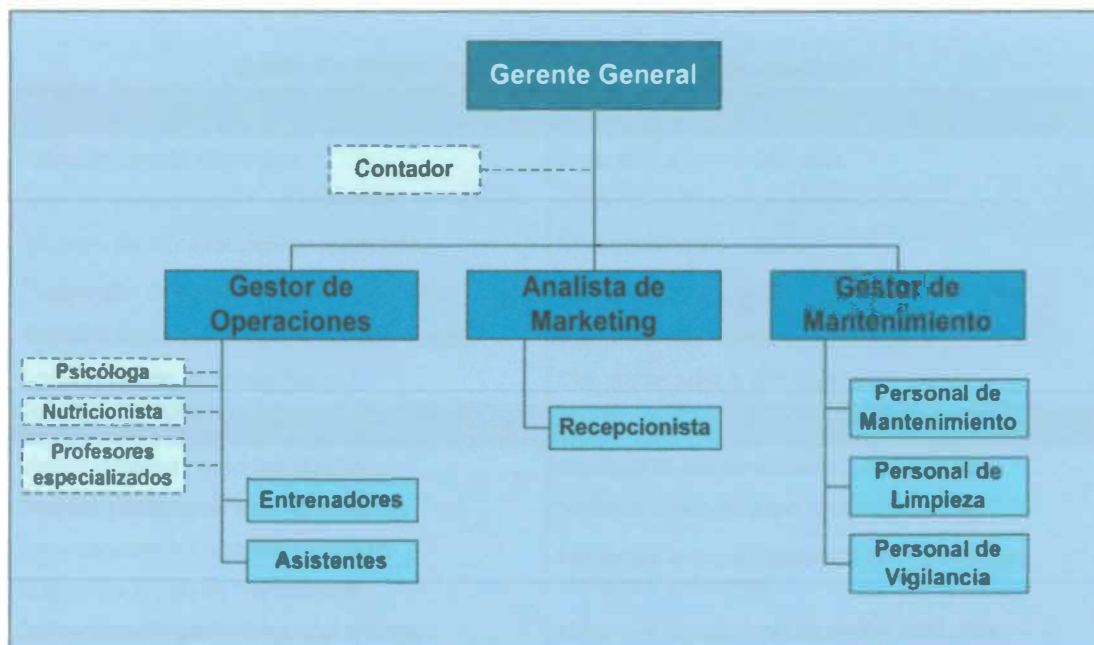 Gerente General
Contador
Gestor de
Operaciones
Analista de
Marketing
Gestor de
Mantenimiento
Psicóloga
Nutricionista
Profesores
especializados
Entrenadores
Asistentes
Recepcionista
Personal de
Mantenimiento
Personal de
Limpieza
Personal de
Vigilancia